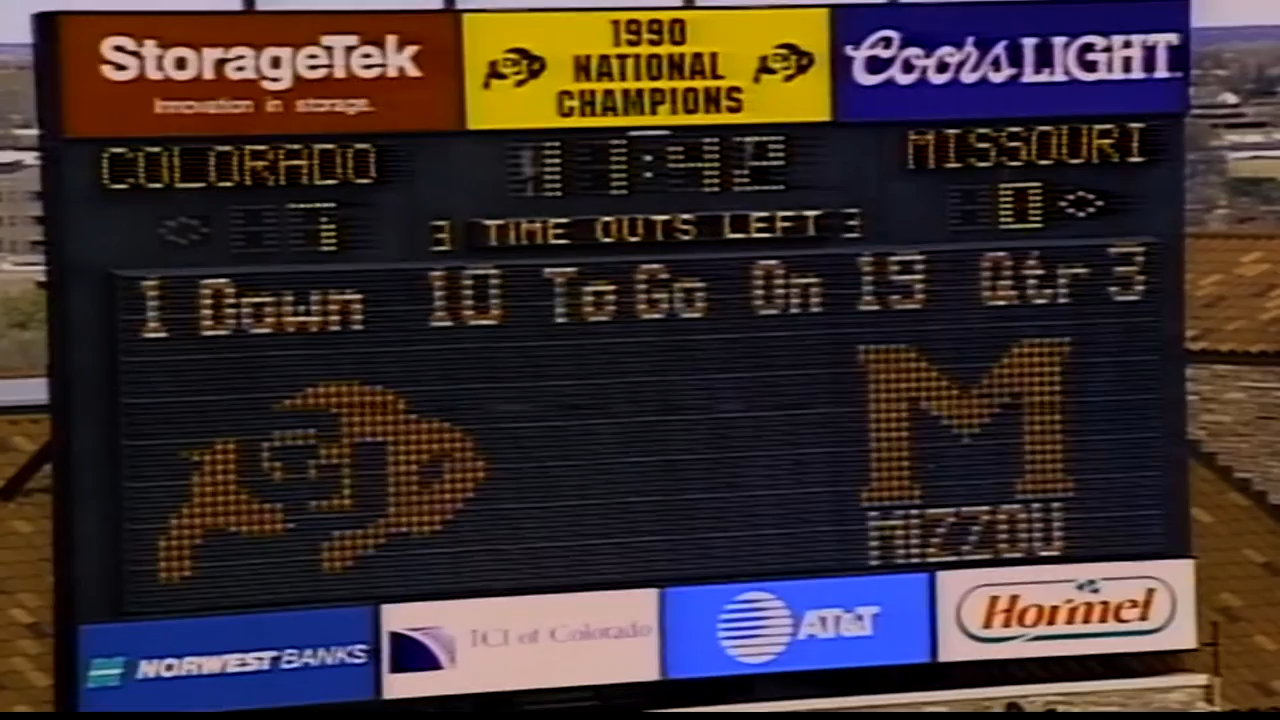 StorageTek
Innovation in storage.
1990
NATIONAL
CHAMPIONS
Coors LIGHT
COLORADO
MISSOURI
0
3 TIME OUTS LEFT 3
1 Down 10 To Go On 19 Qtr 3
M
MIZZOU
NORWEST BANKS
TCI of Colorado
AT&T
Hormel